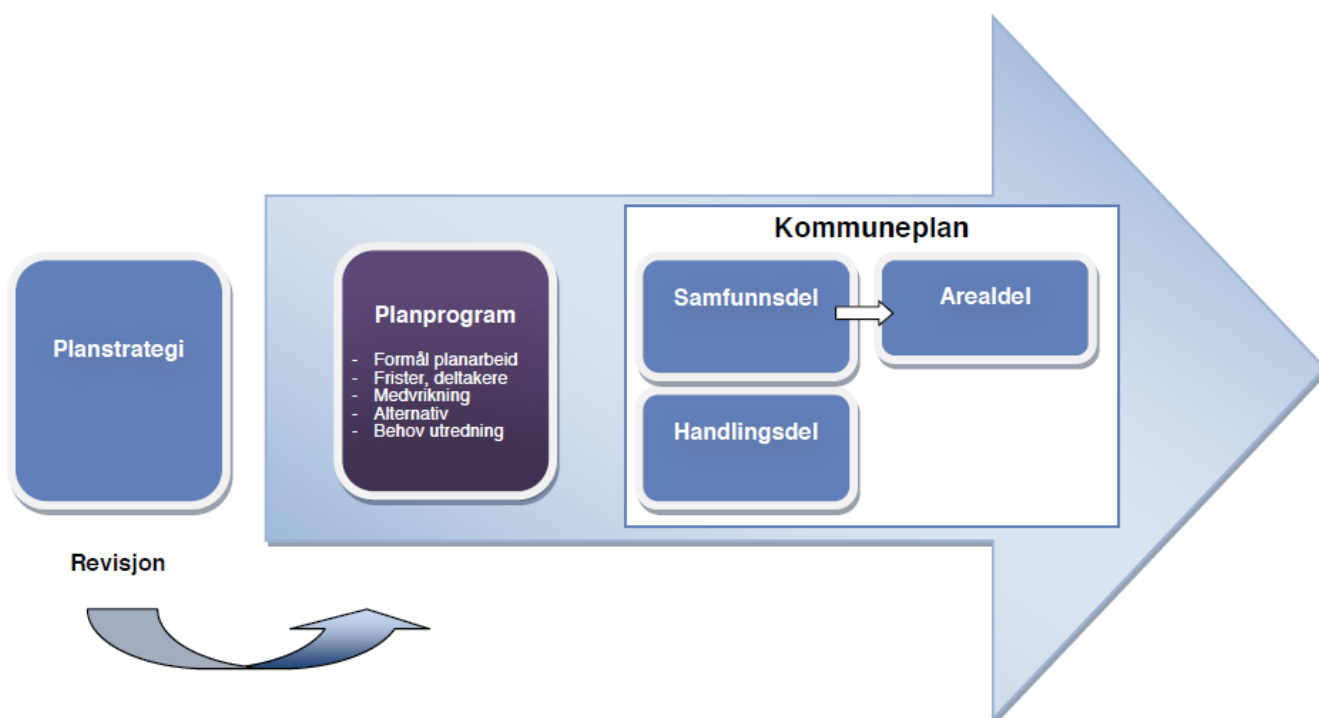 Planstrategi
Revisjon
Planprogram
- Formål planarbeid
- Frister, deltakere
- Medvrikning
- Alternativ
- Behov utredning
Kommuneplan
Samfunnsdel
Arealdel
Handlingsdel